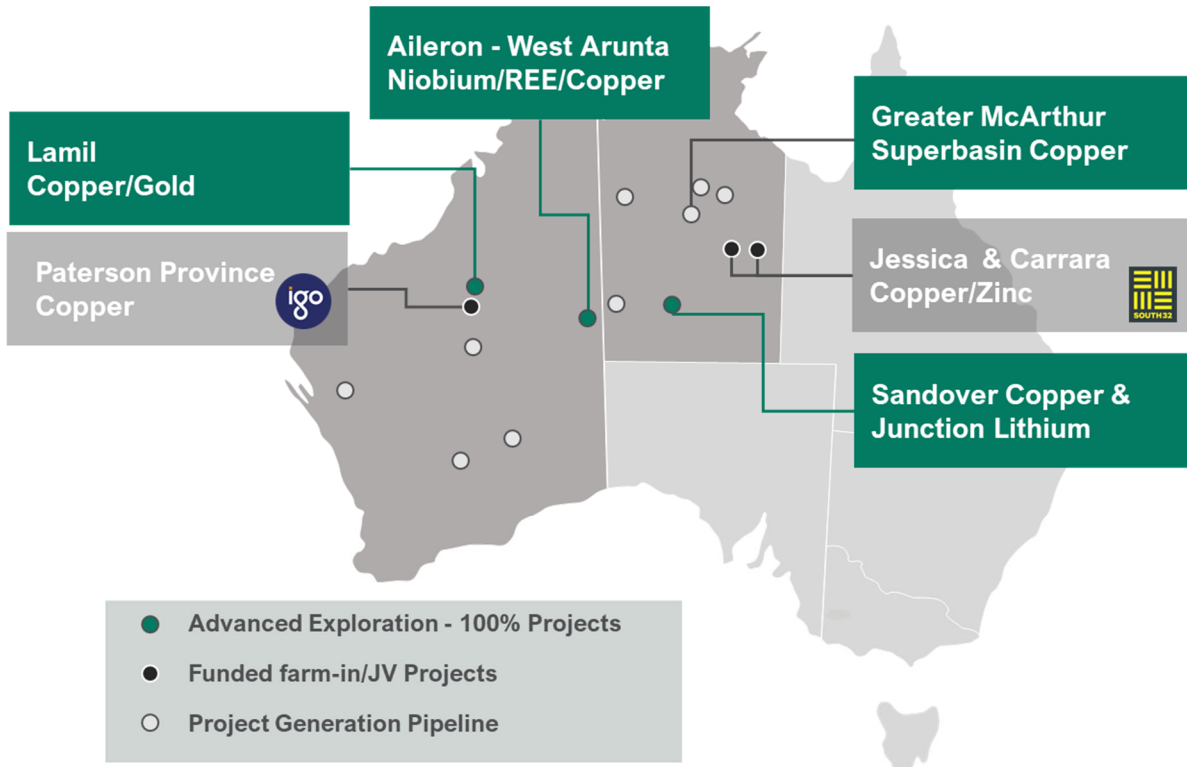 Aileron - West Arunta
Niobium/REE/Copper
Lamil
Copper/Gold
Greater McArthur
Superbasin Copper
Paterson Province
Copper
igo
Jessica & Carrara
Copper/Zinc
SOUTH32
Sandover Copper &
Junction Lithium
Advanced Exploration - 100% Projects
Funded farm-in/JV Projects
Project Generation Pipeline